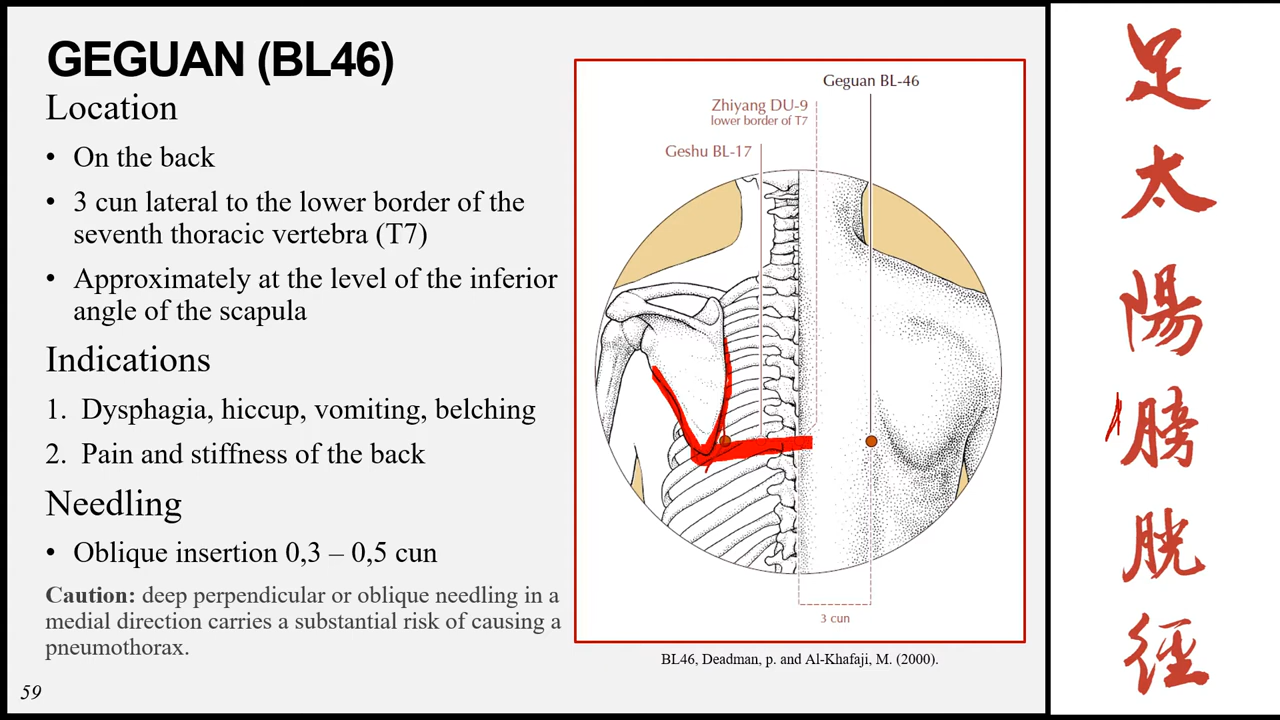 GEGUAN (BL46)
Location
• On the back
• 3 cun lateral to the lower border of the
seventh thoracic vertebra (T7)
• Approximately at the level of the inferior
angle of the scapula
Indications
1. Dysphagia, hiccup, vomiting, belching
2. Pain and stiffness of the back
Needling
• Oblique insertion 0,3 – 0,5 cun
Caution: deep perpendicular or oblique needling in a
medial direction carries a substantial risk of causing a
pneumothorax.
59
Geguan BL-46
Zhiyang DU-9
lower border of T7
Geshu BL-17
3 cun
BL46, Deadman, p. and Al-Khafaji, M. (2000).
足
太
陽
膀
胱
徑